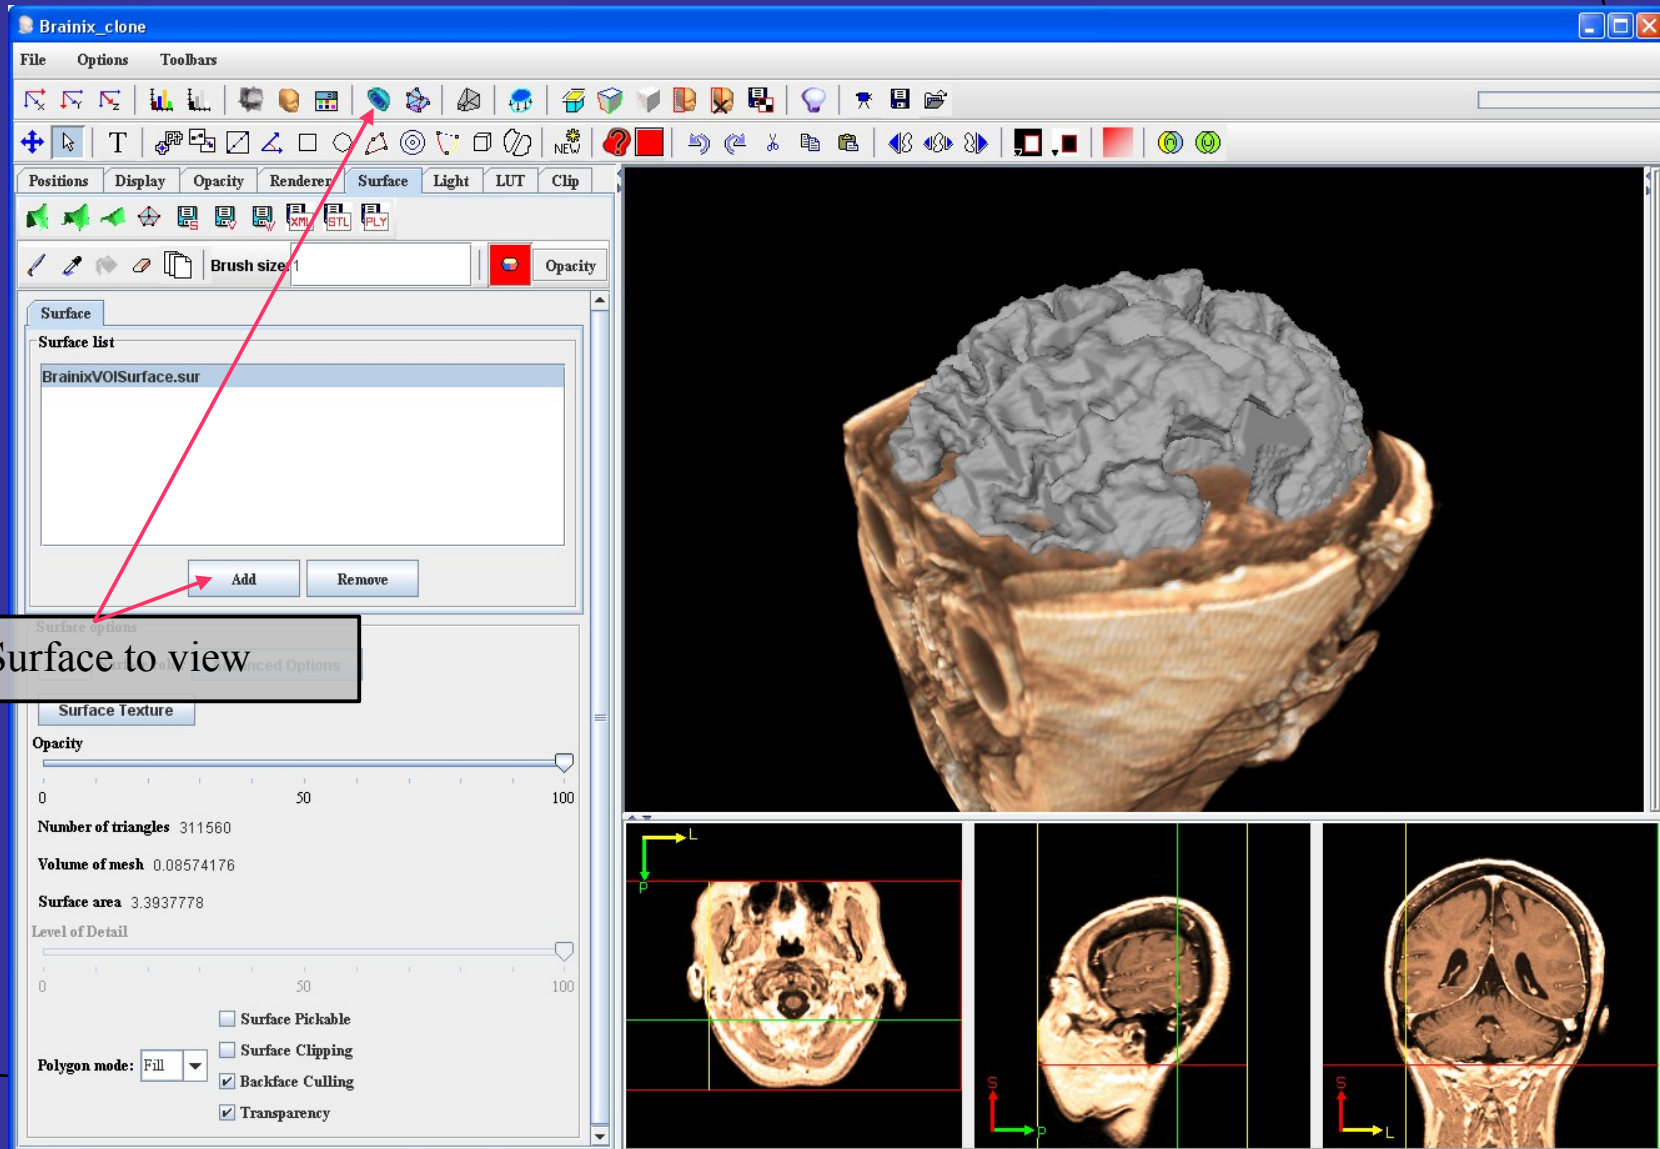 Brainix_clone
File Options Toolbars
X Y Z
T NEW
Positions Display Opacity Renderer Surface Light LUT Clip
S V V XML STL PLY
Brush size: 1 Opacity
Surface
Surface list
BrainixVOISurface.sur
Add Remove
Surface options
Surface to view
Advanced Options
Surface Texture
Opacity
0 50 100
Number of triangles 311560
Volume of mesh 0.08574176
Surface area 3.3937778
Level of Detail
0 50 100
Surface Pickable
Surface Clipping
Polygon mode: Fill
Backface Culling
Transparency
L
P
S
P
S
L